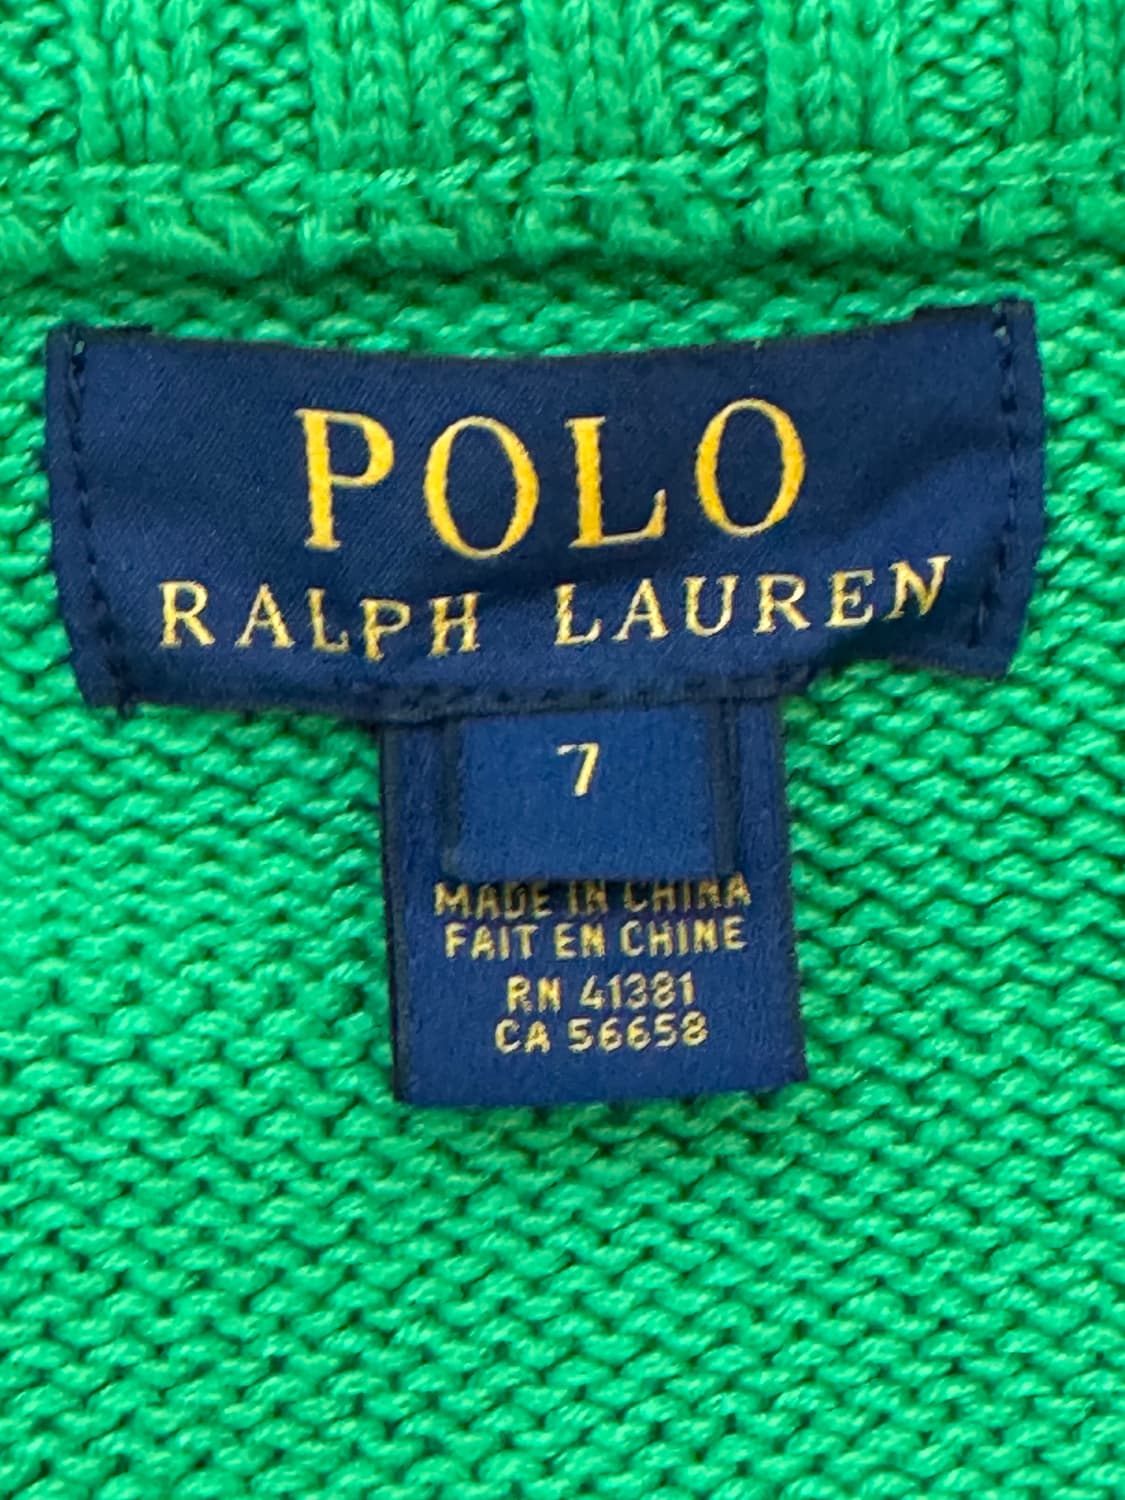 POLO
RALPH LAUREN
7
MADE IN CHINA
FAIT EN CHINE
RN 41381
CA 56658